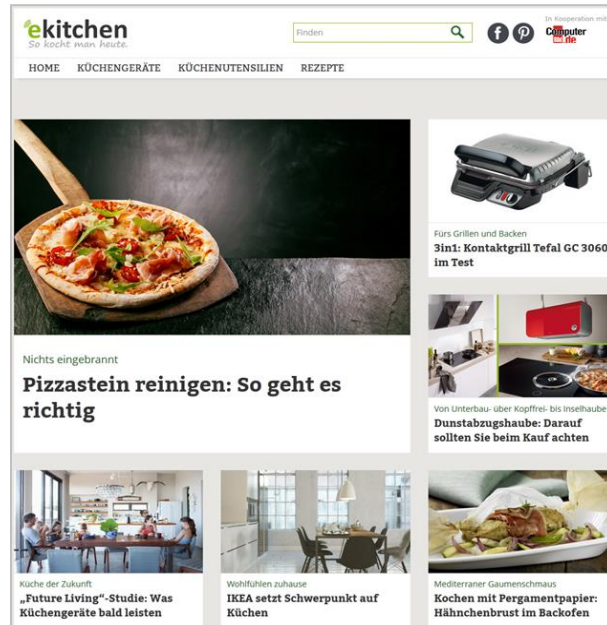 ekitchen
So kocht man heute.
Finden
In Kooperation mit
Computer
.de
HOME KÜCHENGERÄTE KÜCHENUTENSILIEN REZEPTE
Fürs Grillen und Backen
3in1: Kontaktgrill Tefal GC 3060
im Test
Nichts eingebrannt
Pizzastein reinigen: So geht es
richtig
Von Unterbau- über Kopffrei- bis Inselhaube
Dunstabzugshaube: Darauf
sollten Sie beim Kauf achten
Küche der Zukunft
„Future Living“-Studie: Was
Küchengeräte bald leisten
Wohlfühlen zuhause
IKEA setzt Schwerpunkt auf
Küchen
Mediterraner Gaumenschmaus
Kochen mit Pergamentpapier:
Hähnchenbrust im Backofen